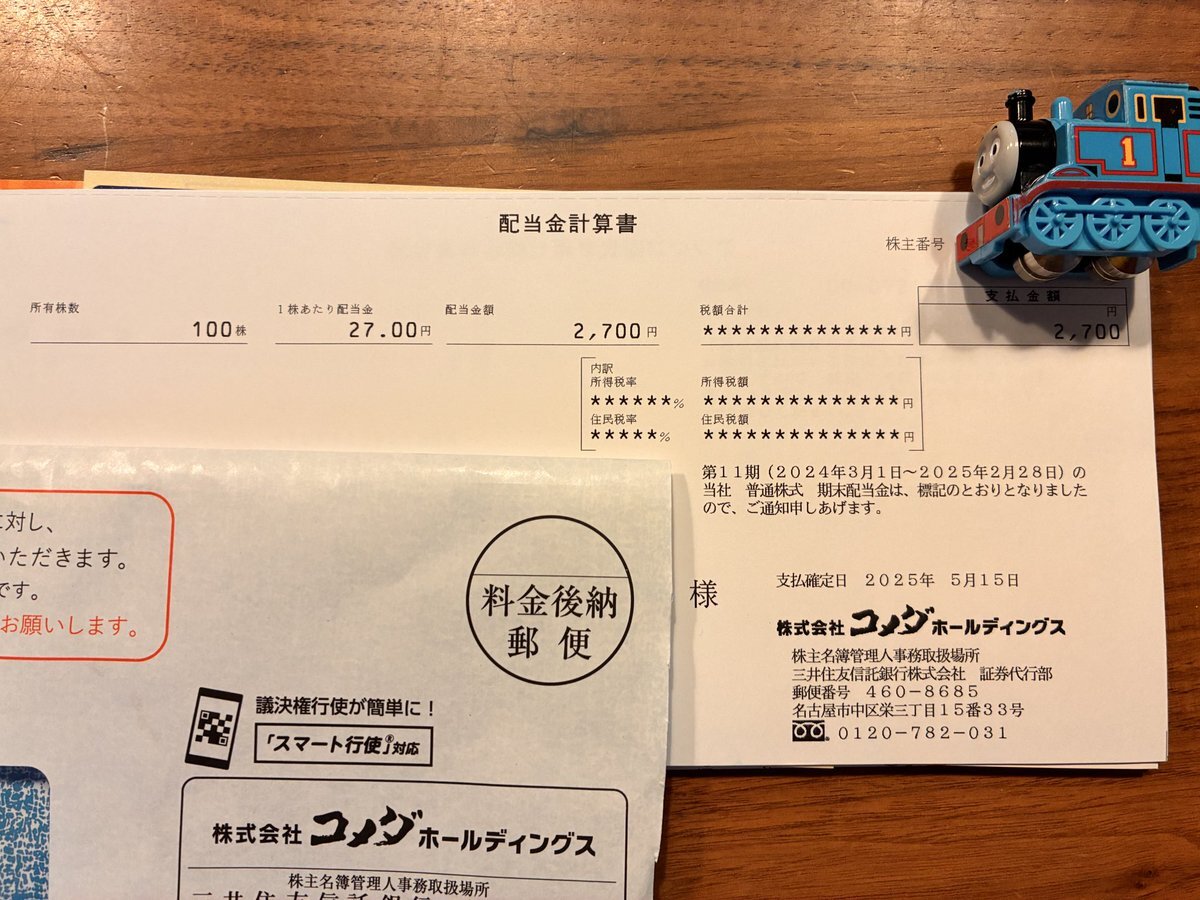 配当金計算書
株主番号
所有株数
100株
1株あたり配当金
27.00円
配当金額
2,700円
税額合計
**************円
支払金額
円
2,700
内訳
所得税率
******%
所得税額
**************円
住民税率
*****%
住民税額
**************円
第11期（2024年3月1日～2025年2月28日）の
当社 普通株式 期末配当金は、標記のとおりとなりました
ので、ご通知申しあげます。
様
支払確定日 2025年 5月15日
株式会社コメダホールディングス
株主名簿管理人事務取扱場所
三井住友信託銀行株式会社 証券代行部
郵便番号 460-8685
名古屋市中区栄三丁目15番33号
0120-782-031
に対し、
いただきます。
です。
お願いします。
料金後納
郵便
議決権行使が簡単に！
「スマート行使®」対応
株式会社コメダホールディングス
株主名簿管理人事務取扱場所
三井住友信託銀行
1